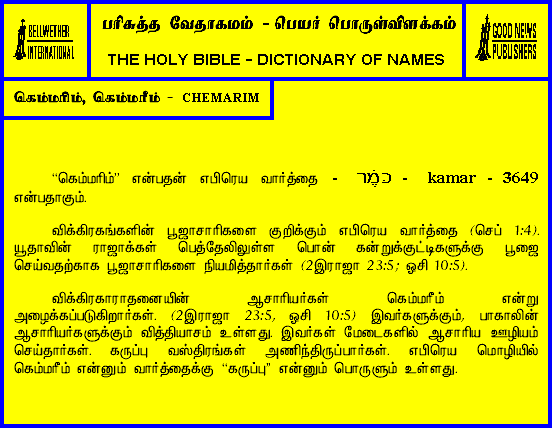 BELLWETHER
INTERNATIONAL
பரிசுத்த வேதாகமம் - பெயர் பொருள்விளக்கம்
THE HOLY BIBLE - DICTIONARY OF NAMES
GOOD NEWS
PUBLISHERS
கெம்மரிம், கெம்மரீம் - CHEMARIM
“கெம்மரிம்” என்பதன் எபிரெய வார்த்தை - כמָּר - kamar - 3649
என்பதாகும்.
விக்கிரகங்களின் பூஜாசாரிகளை குறிக்கும் எபிரெய வார்த்தை (செப் 1:4).
யூதாவின் ராஜாக்கள் பெத்தேலிலுள்ள பொன் கன்றுக்குட்டிகளுக்கு பூஜை
செய்வதற்காக பூஜாசாரிகளை நியமித்தார்கள் (2இராஜா 23:5; ஓசி 10:5).
விக்கிரகாராதனையின் ஆசாரியர்கள் கெம்மரீம் என்று
அழைக்கப்படுகிறார்கள். (2இராஜா 23:5, ஓசி 10:5) இவர்களுக்கும், பாகாலின்
ஆசாரியர்களுக்கும் வித்தியாசம் உள்ளது. இவர்கள் மேடைகளில் ஆசாரிய ஊழியம்
செய்தார்கள். கருப்பு வஸ்திரங்கள் அணிந்திருப்பார்கள். எபிரெய மொழியில்
கெம்மரீம் என்னும் வார்த்தைக்கு “கருப்பு” என்னும் பொருளும் உள்ளது.